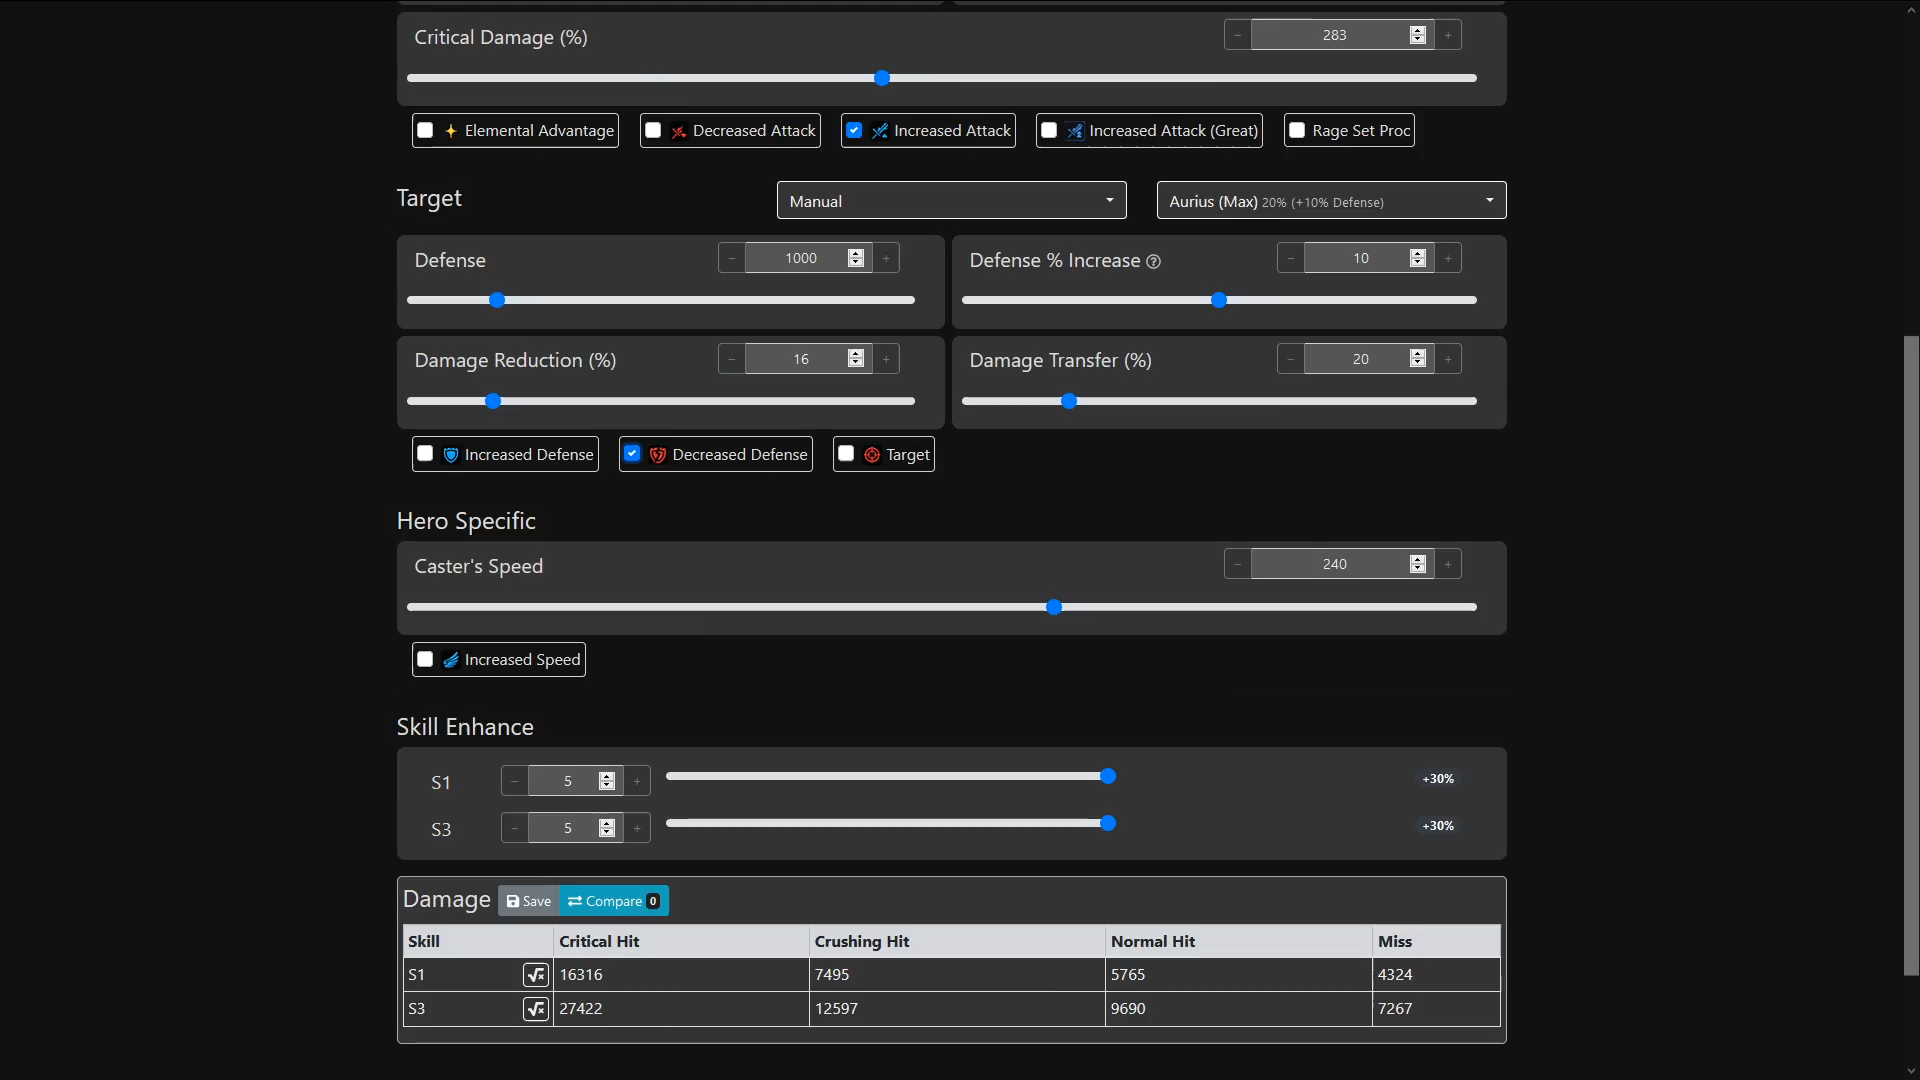 Critical Damage (%) − 283 +
Elemental Advantage Decreased Attack Increased Attack Increased Attack (Great) Rage Set Proc
Target Manual Aurius (Max) 20% (+10% Defense)
Defense − 1000 + Defense % Increase ? − 10 +
Damage Reduction (%) − 16 + Damage Transfer (%) − 20 +
Increased Defense Decreased Defense Target
Hero Specific
Caster's Speed − 240 +
Increased Speed
Skill Enhance
S1 − 5 + +30%
S3 − 5 + +30%
Damage Save Compare 0
Skill Critical Hit Crushing Hit Normal Hit Miss
S1 √x 16316 7495 5765 4324
S3 √x 27422 12597 9690 7267